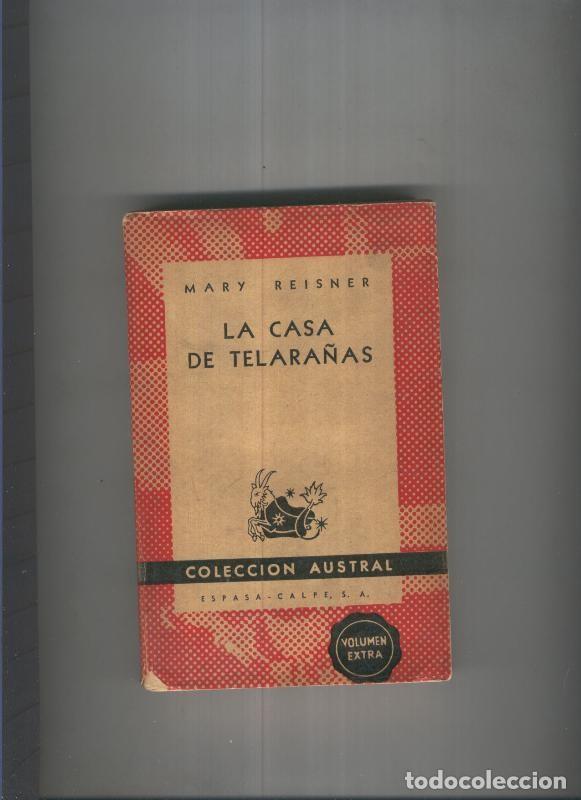 MARY REISNER
LA CASA
DE TELARAÑAS
COLECCION AUSTRAL
ESPASA-CALPE, S. A.
VOLUMEN
EXTRA
todocoleccion